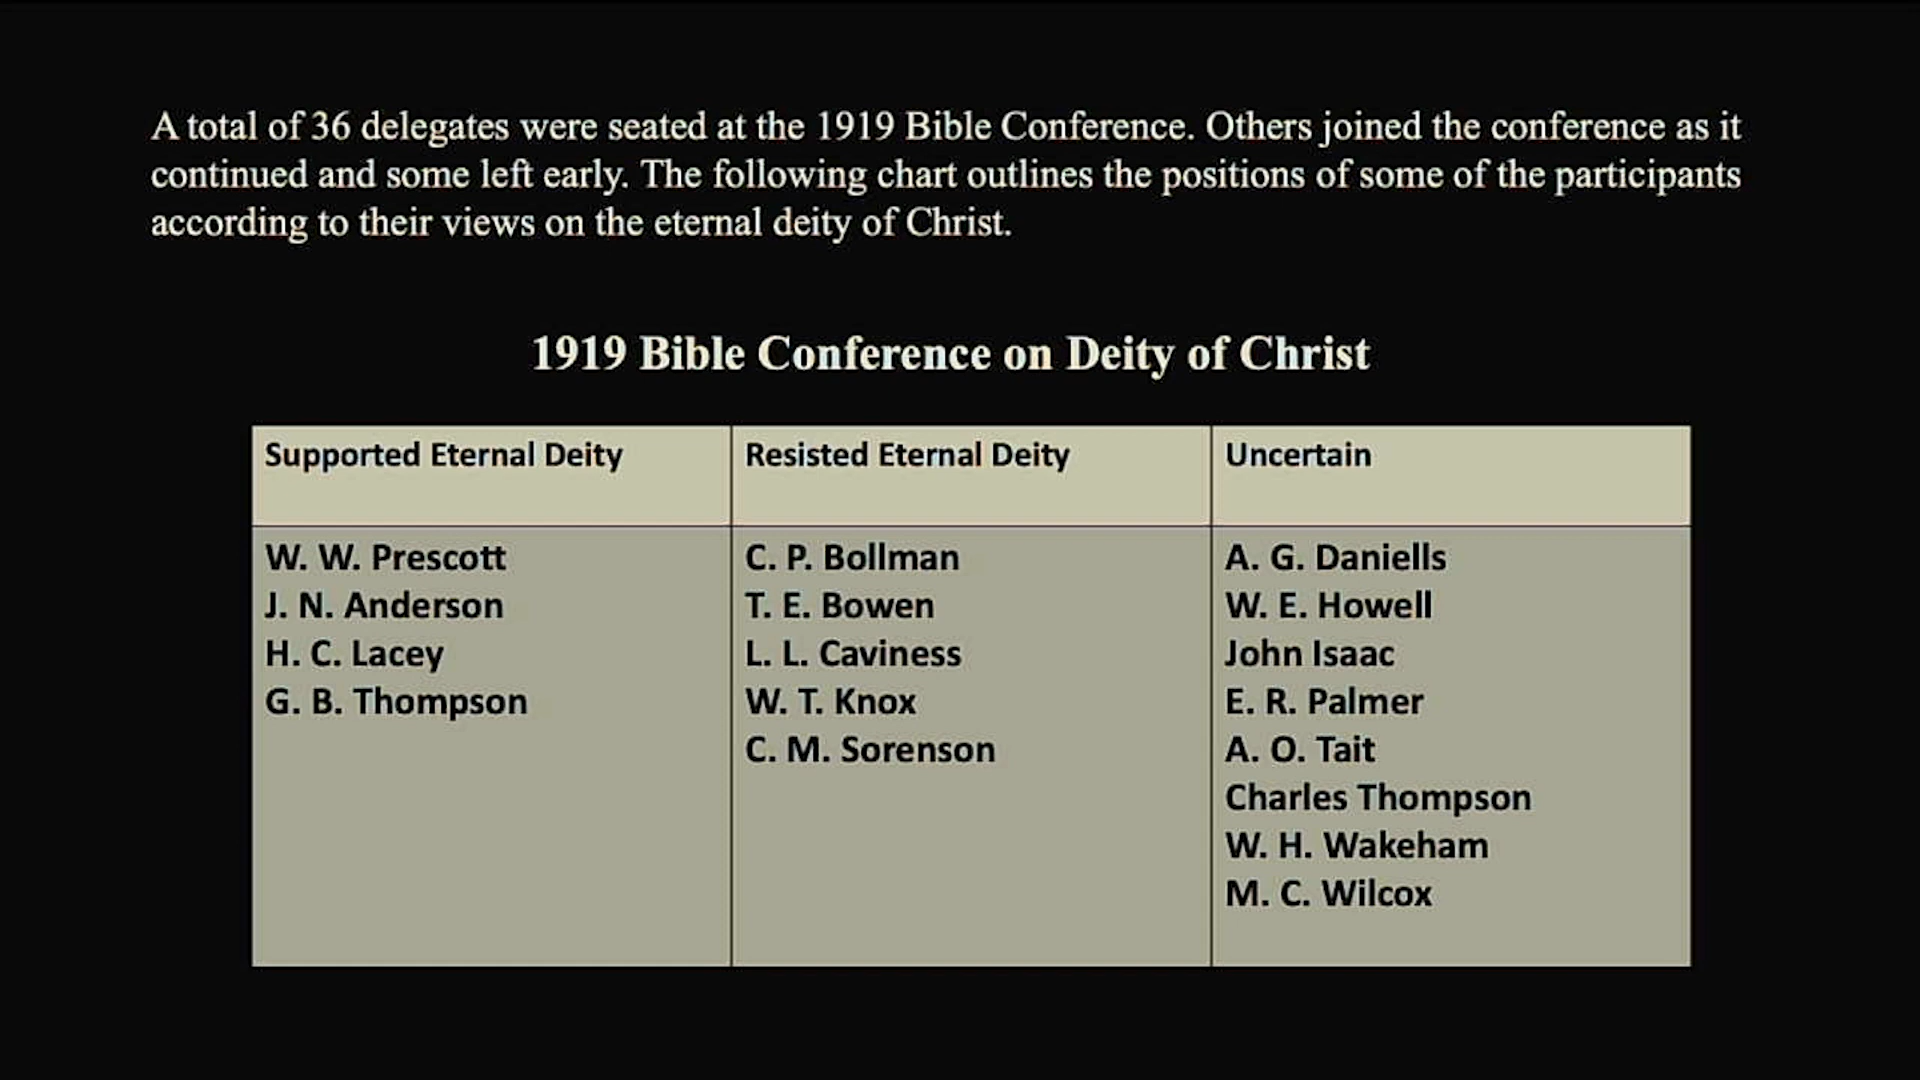 A total of 36 delegates were seated at the 1919 Bible Conference. Others joined the conference as it
continued and some left early. The following chart outlines the positions of some of the participants
according to their views on the eternal deity of Christ.
1919 Bible Conference on Deity of Christ
Supported Eternal Deity
W. W. Prescott
J. N. Anderson
H. C. Lacey
G. B. Thompson
Resisted Eternal Deity
C. P. Bollman
T. E. Bowen
L. L. Caviness
W. T. Knox
C. M. Sorenson
Uncertain
A. G. Daniells
W. E. Howell
John Isaac
E. R. Palmer
A. O. Tait
Charles Thompson
W. H. Wakeham
M. C. Wilcox